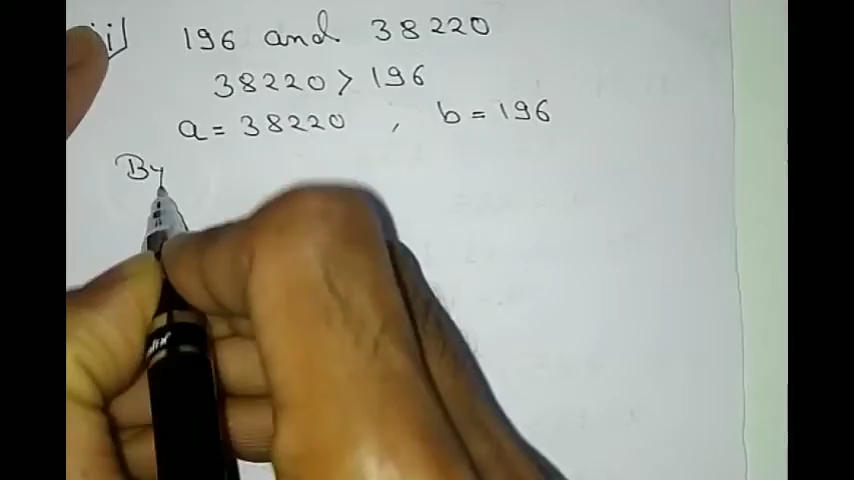 ii)
196 and 38220
38220 > 196
a = 38220 , b = 196
By